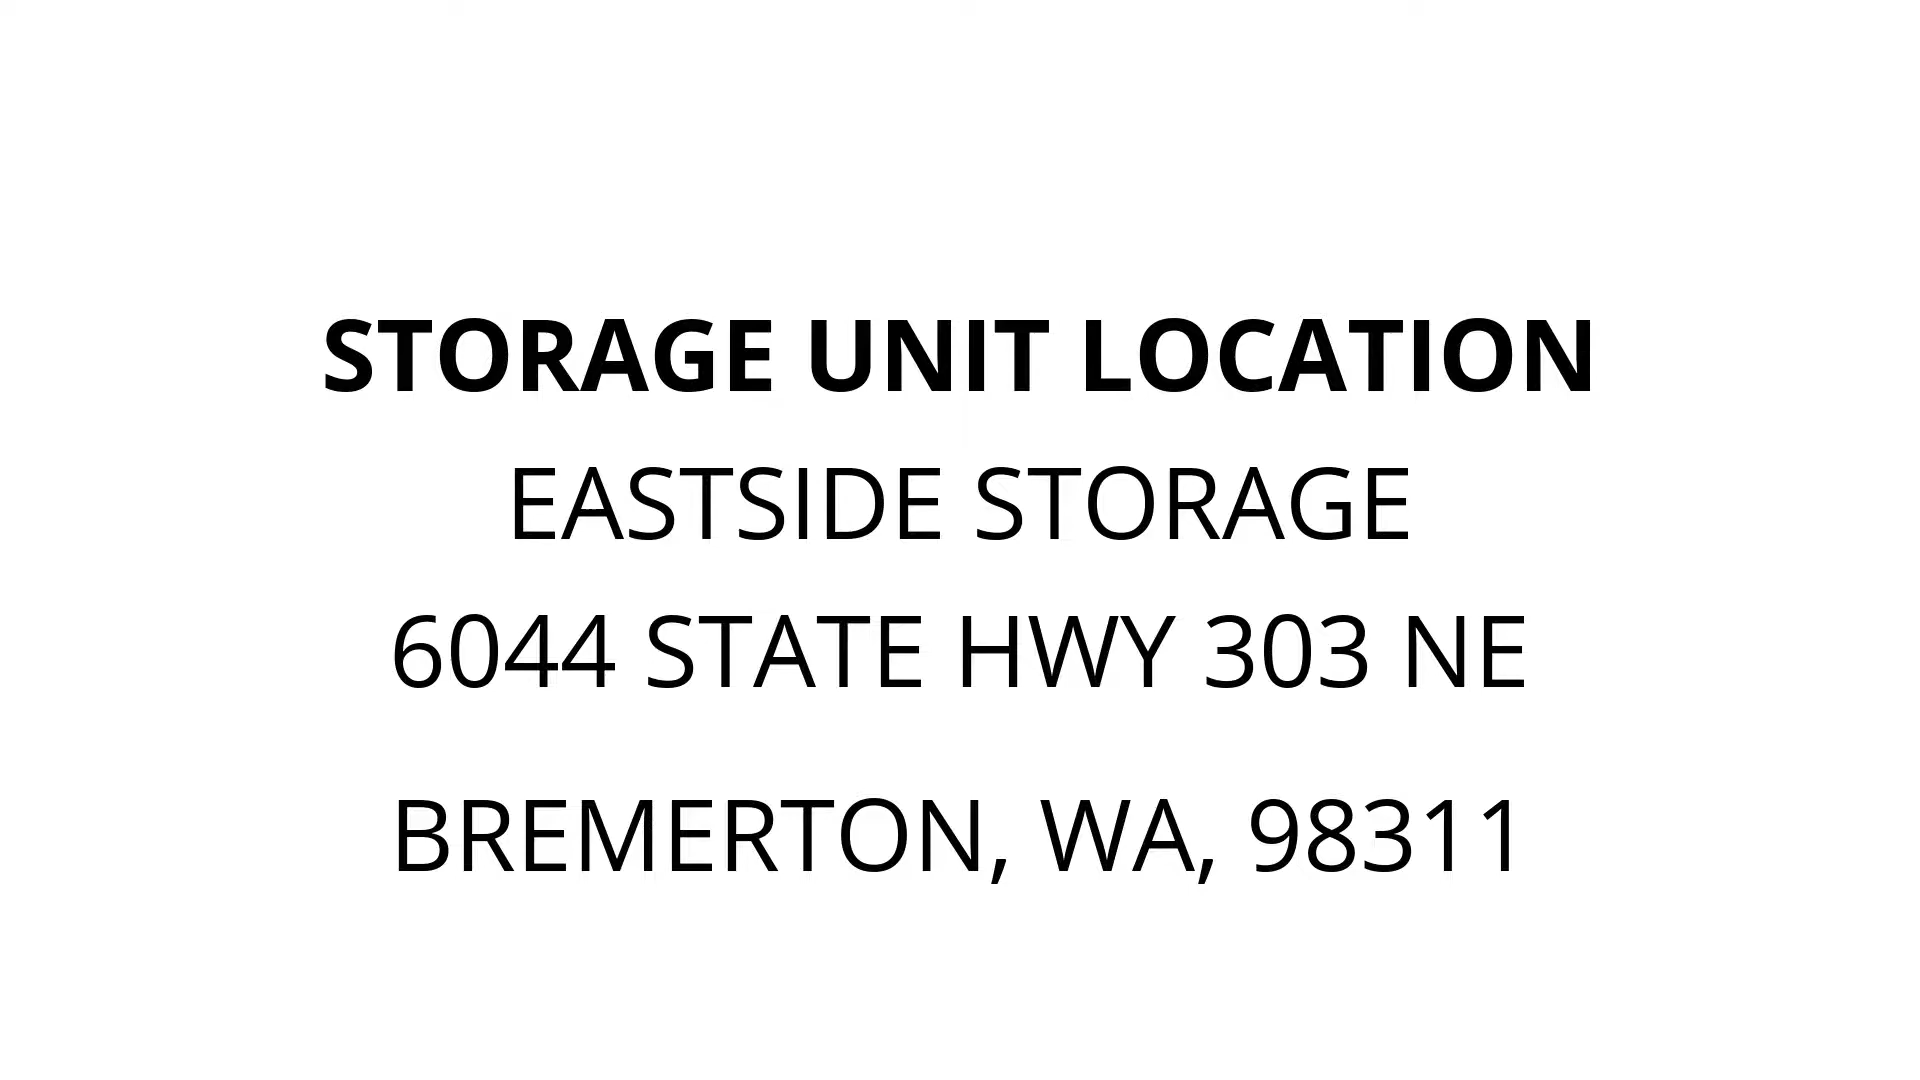 STORAGE UNIT LOCATION
EASTSIDE STORAGE
6044 STATE HWY 303 NE
BREMERTON, WA, 98311